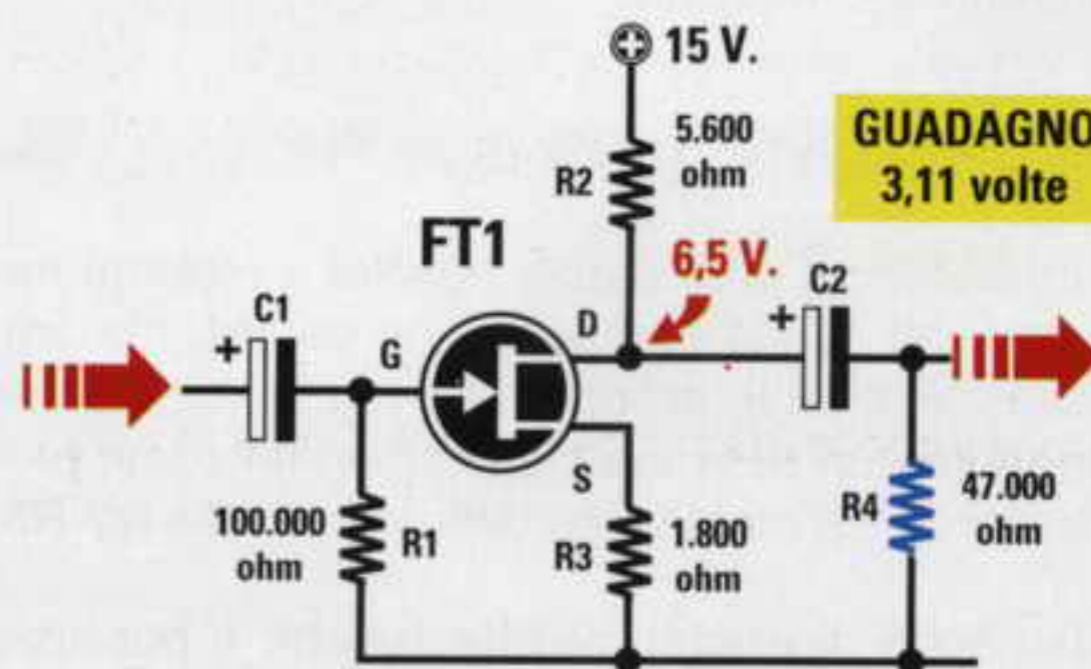 15 V.
5.600
ohm
R2
GUADAGNO
3,11 volte
FT1
6,5 V.
C1
+
G
D
C2
+
S
100.000
ohm
R1
R3
1.800
ohm
R4
47.000
ohm